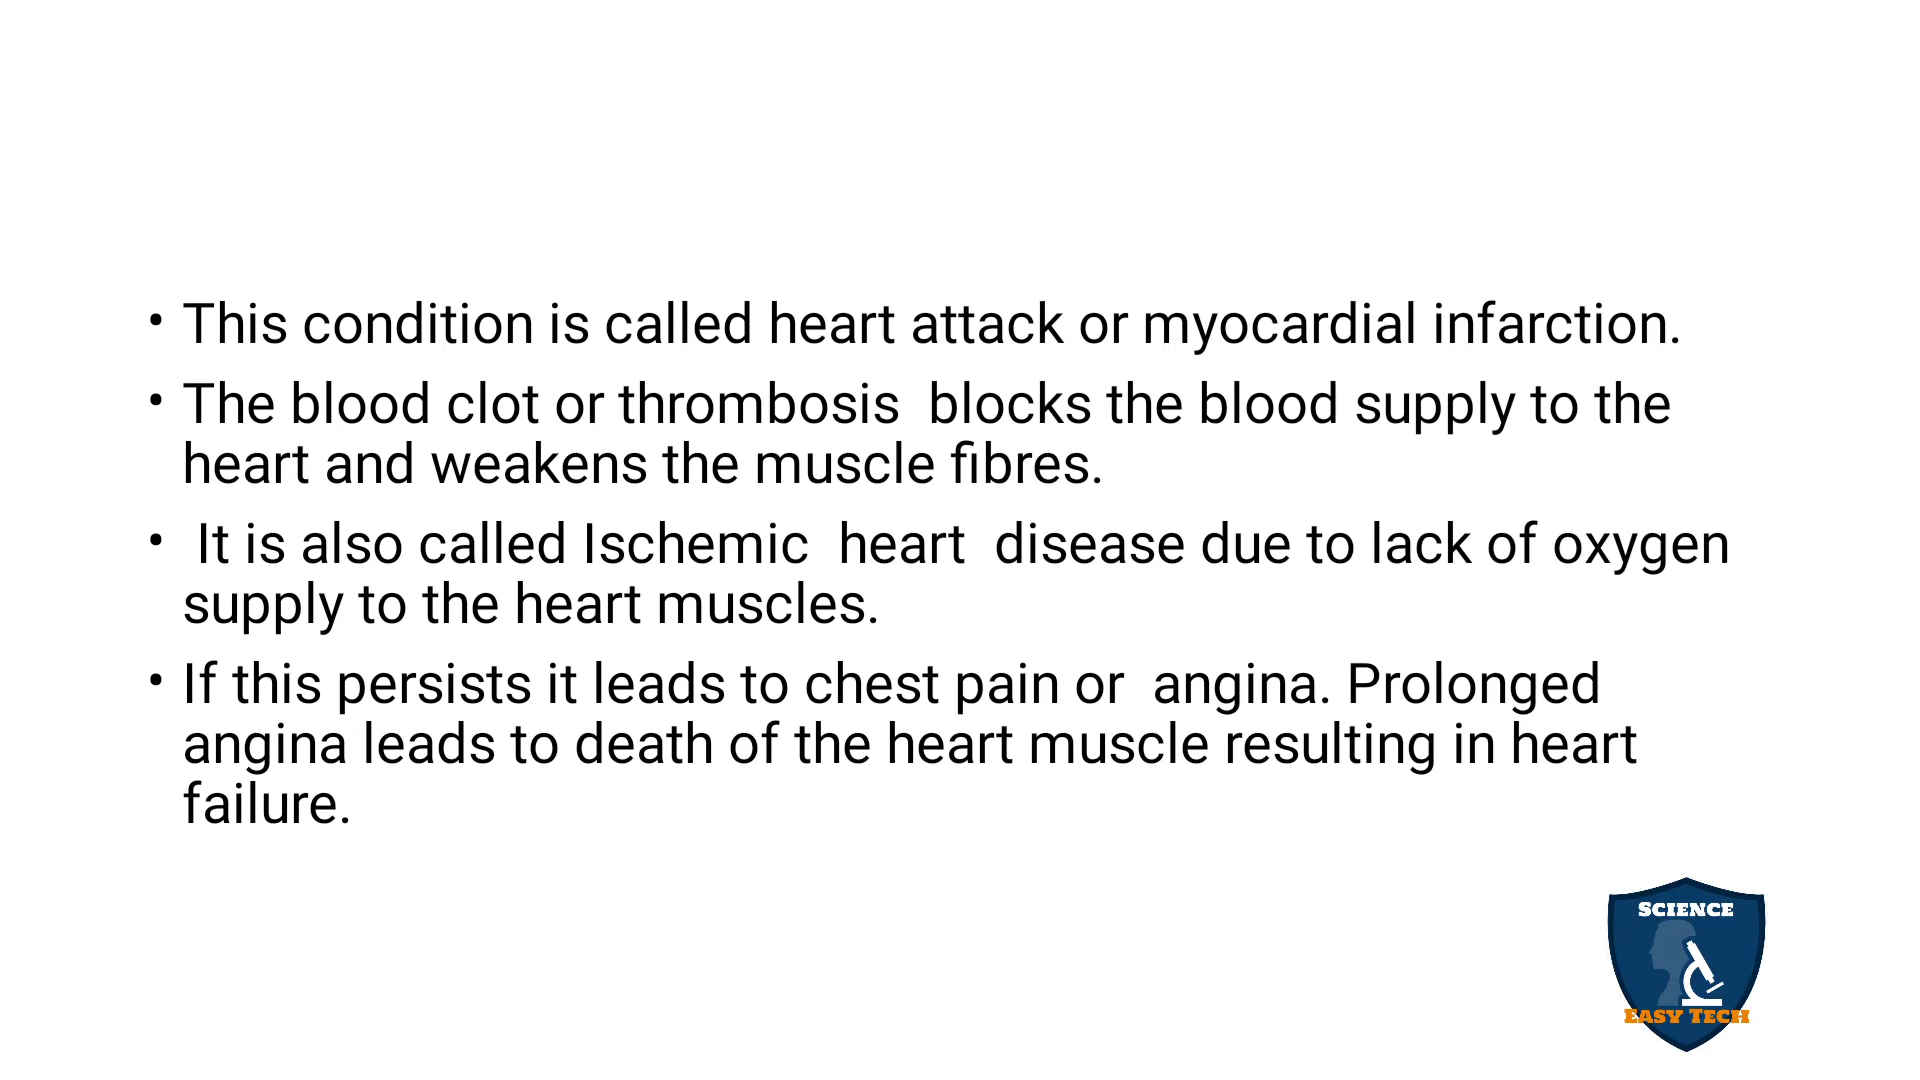 • This condition is called heart attack or myocardial infarction.
• The blood clot or thrombosis  blocks the blood supply to the
heart and weakens the muscle fibres.
•  It is also called Ischemic  heart  disease due to lack of oxygen
supply to the heart muscles.
• If this persists it leads to chest pain or  angina. Prolonged
angina leads to death of the heart muscle resulting in heart
failure.
SCIENCE
EASY TECH